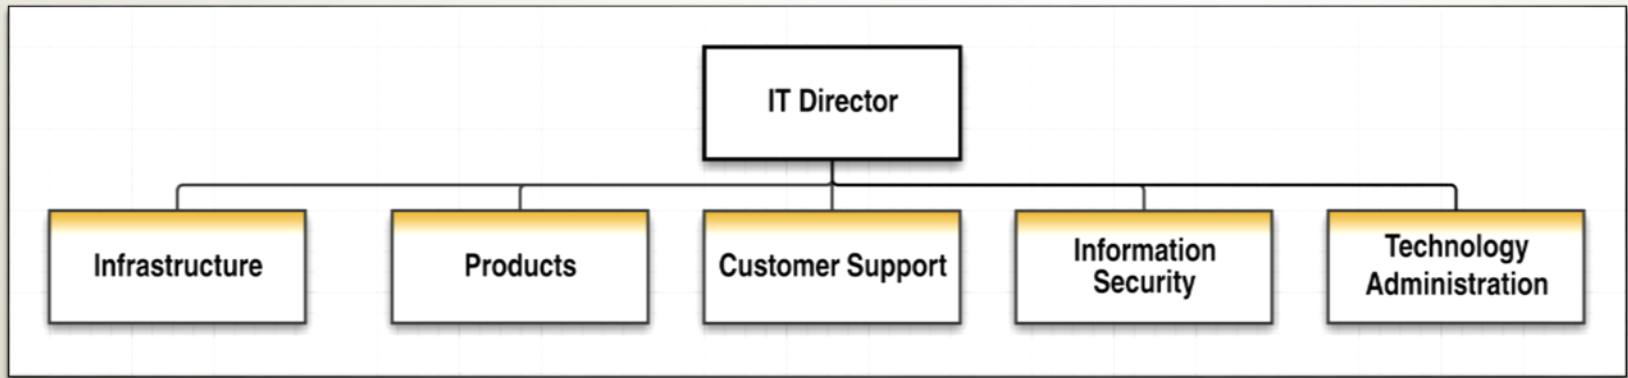 IT Director
Infrastructure
Products
Customer Support
Information
Security
Technology
Administration